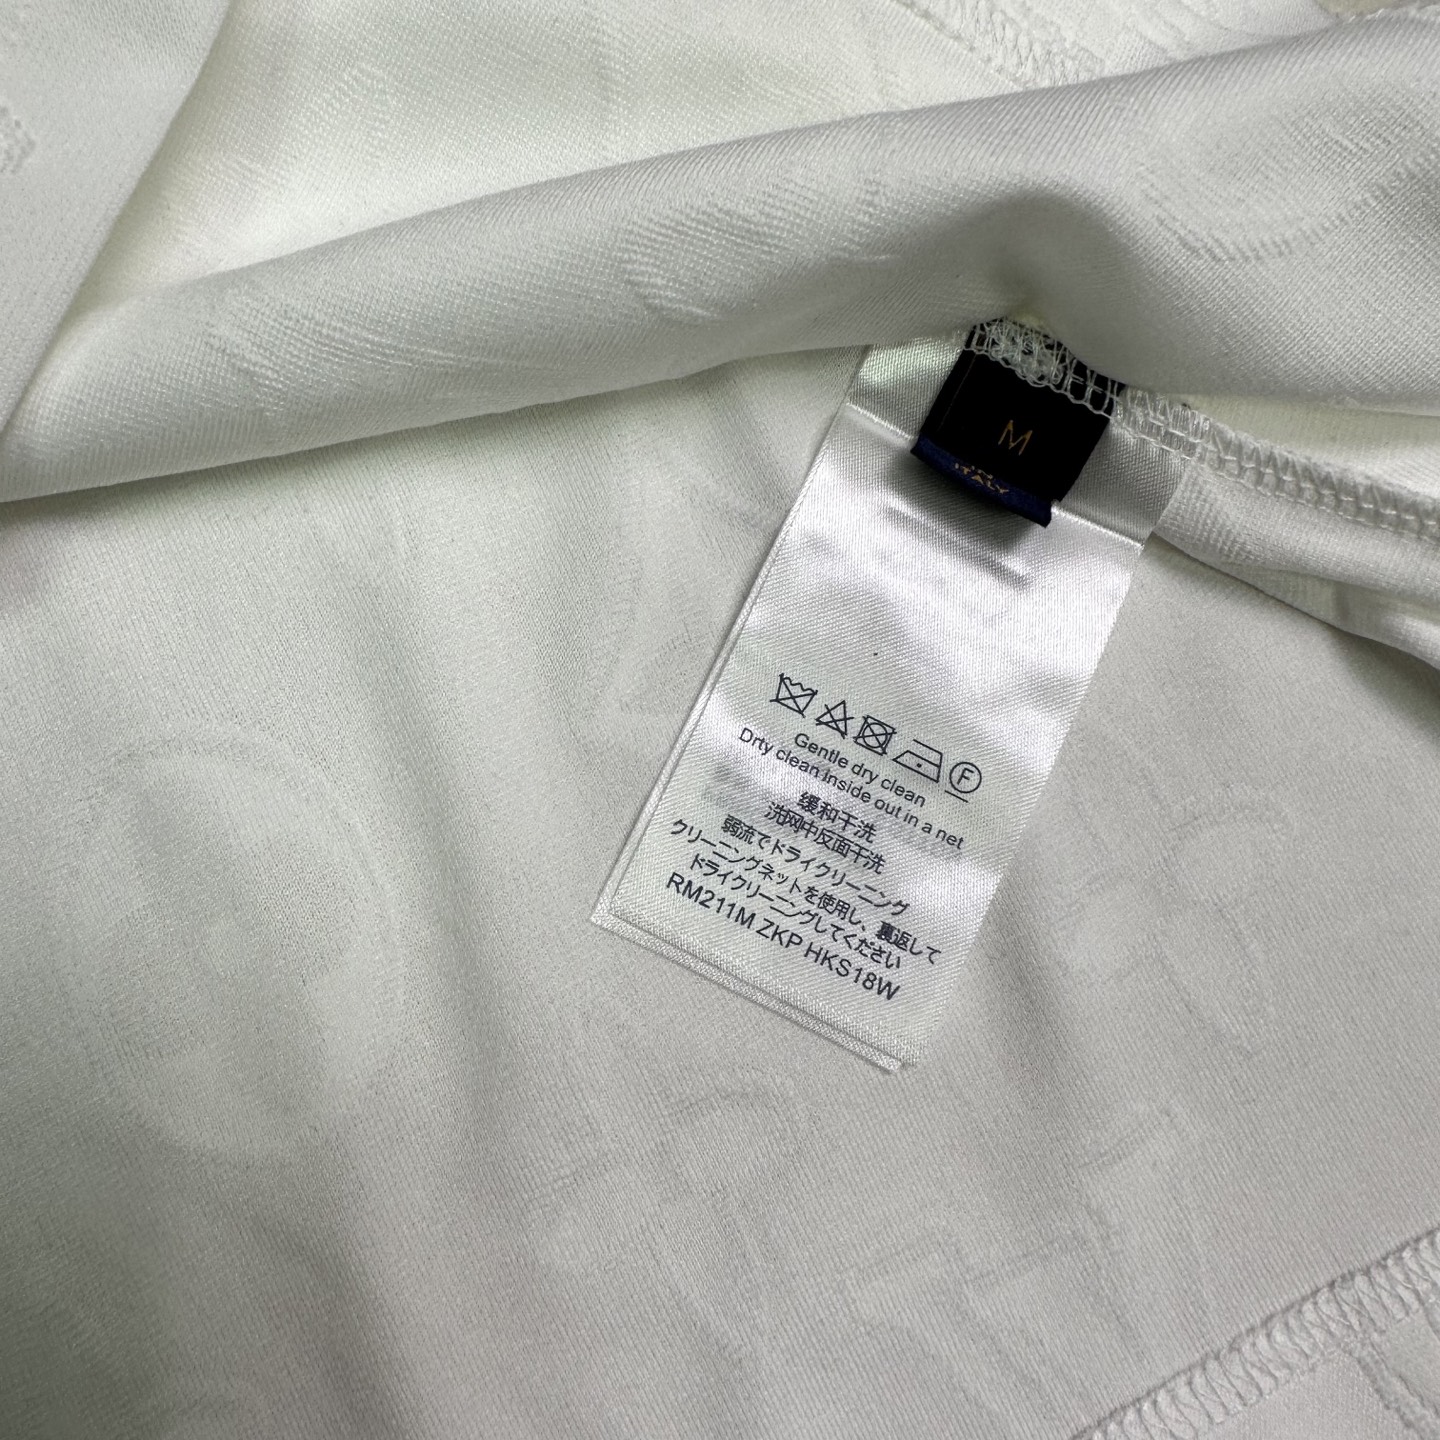 M
ITALY
F
Gentle dry clean
Drty clean Inside out in a net
缓和干洗
洗网中反面干洗
弱流でドライクリーニング
クリーニングネットを使用し、裏返して
ドライクリーニングしてください
RM211M ZKP HKS18W